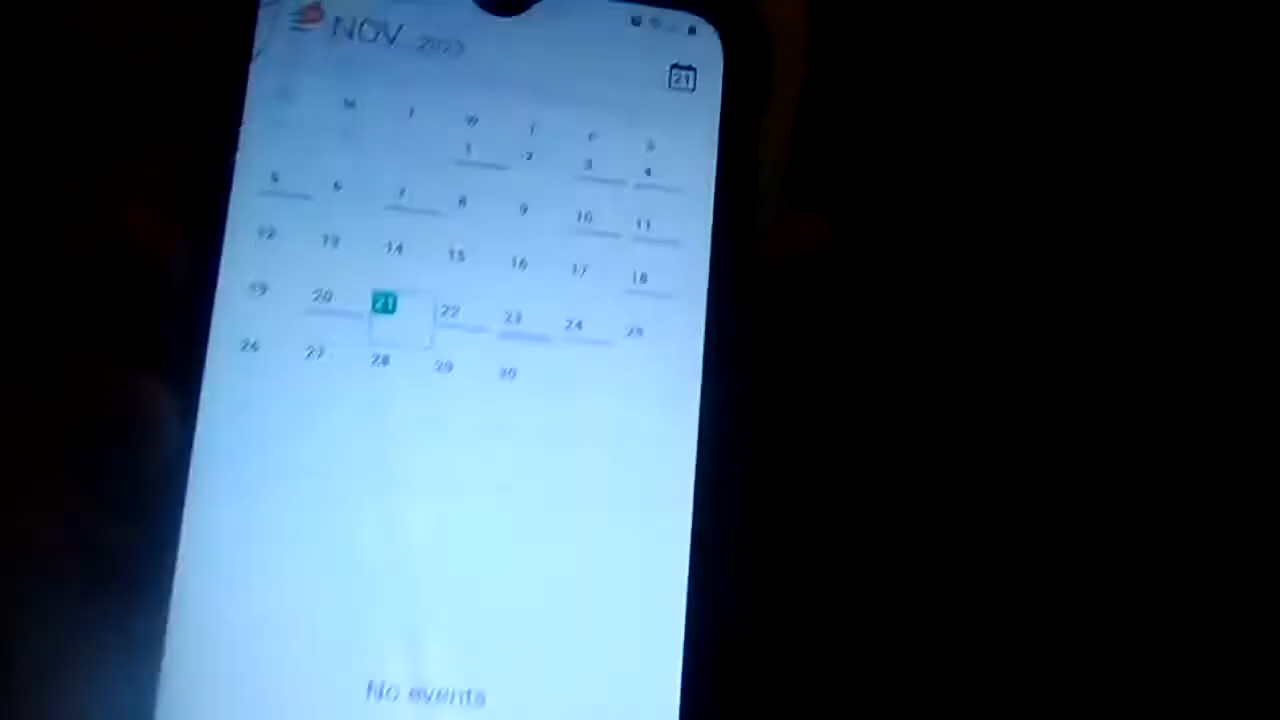 NOV 2023
21
M T W T F S
1 2 3 4
5 6 7 8 9 10 11
12 13 14 15 16 17 18
19 20 21 22 23 24 25
26 27 28 29 30
No events